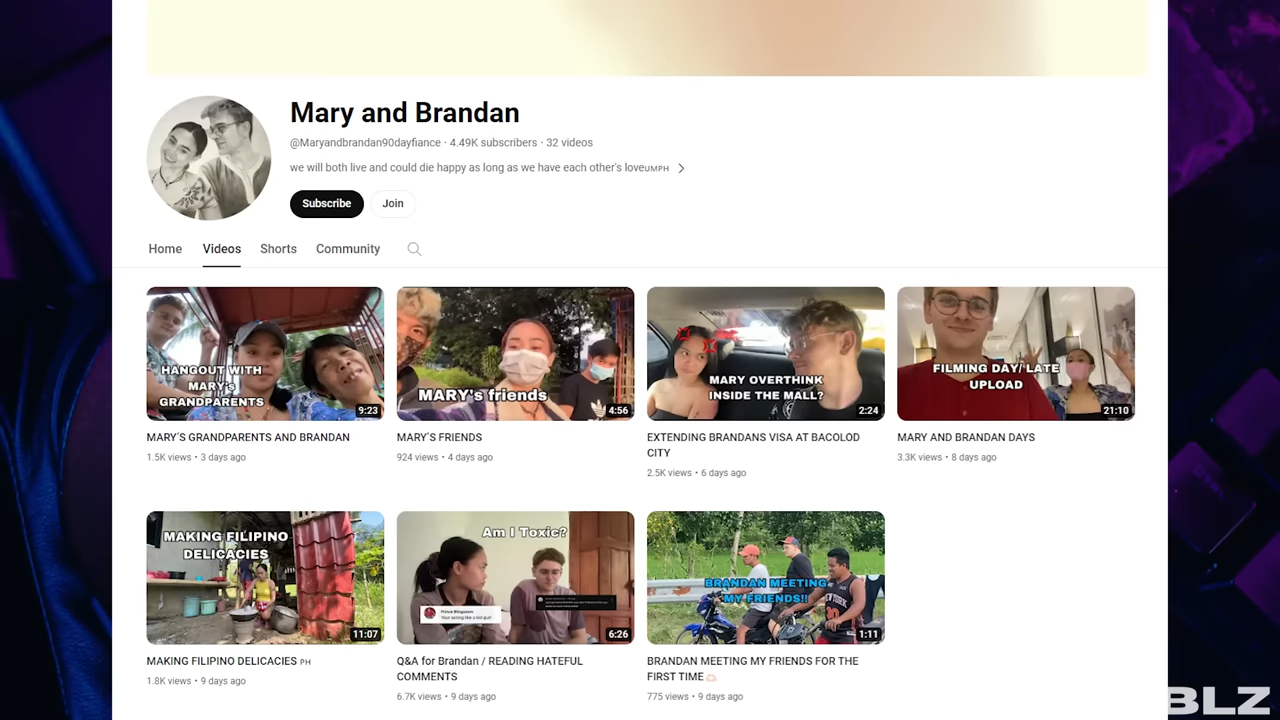 Mary and Brandan
@Maryandbrandan90dayfiance · 4.49K subscribers · 32 videos
we will both live and could die happy as long as we have each other's loveUMPH
Subscribe
Join
Home
Videos
Shorts
Community
HANGOUT WITH
MARY's
GRANDPARENTS
9:23
MARY's friends
4:56
MARY OVERTHINK
INSIDE THE MALL?
2:24
FILMING DAY/ LATE
UPLOAD
21:10
MARY'S GRANDPARENTS AND BRANDAN
1.5K views • 3 days ago
MARY'S FRIENDS
924 views • 4 days ago
EXTENDING BRANDANS VISA AT BACOLOD
CITY
2.5K views • 6 days ago
MARY AND BRANDAN DAYS
3.3K views • 8 days ago
MAKING FILIPINO
DELICACIES
11:07
Am I Toxic?
Your acting like a kid gurl
6:26
BRANDAN MEETING
MY FRIENDS!!
NEW YORK
1:11
MAKING FILIPINO DELICACIES PH
1.8K views • 9 days ago
Q&A for Brandan / READING HATEFUL
COMMENTS
6.7K views • 9 days ago
BRANDAN MEETING MY FRIENDS FOR THE
FIRST TIME
775 views • 9 days ago
BLZ